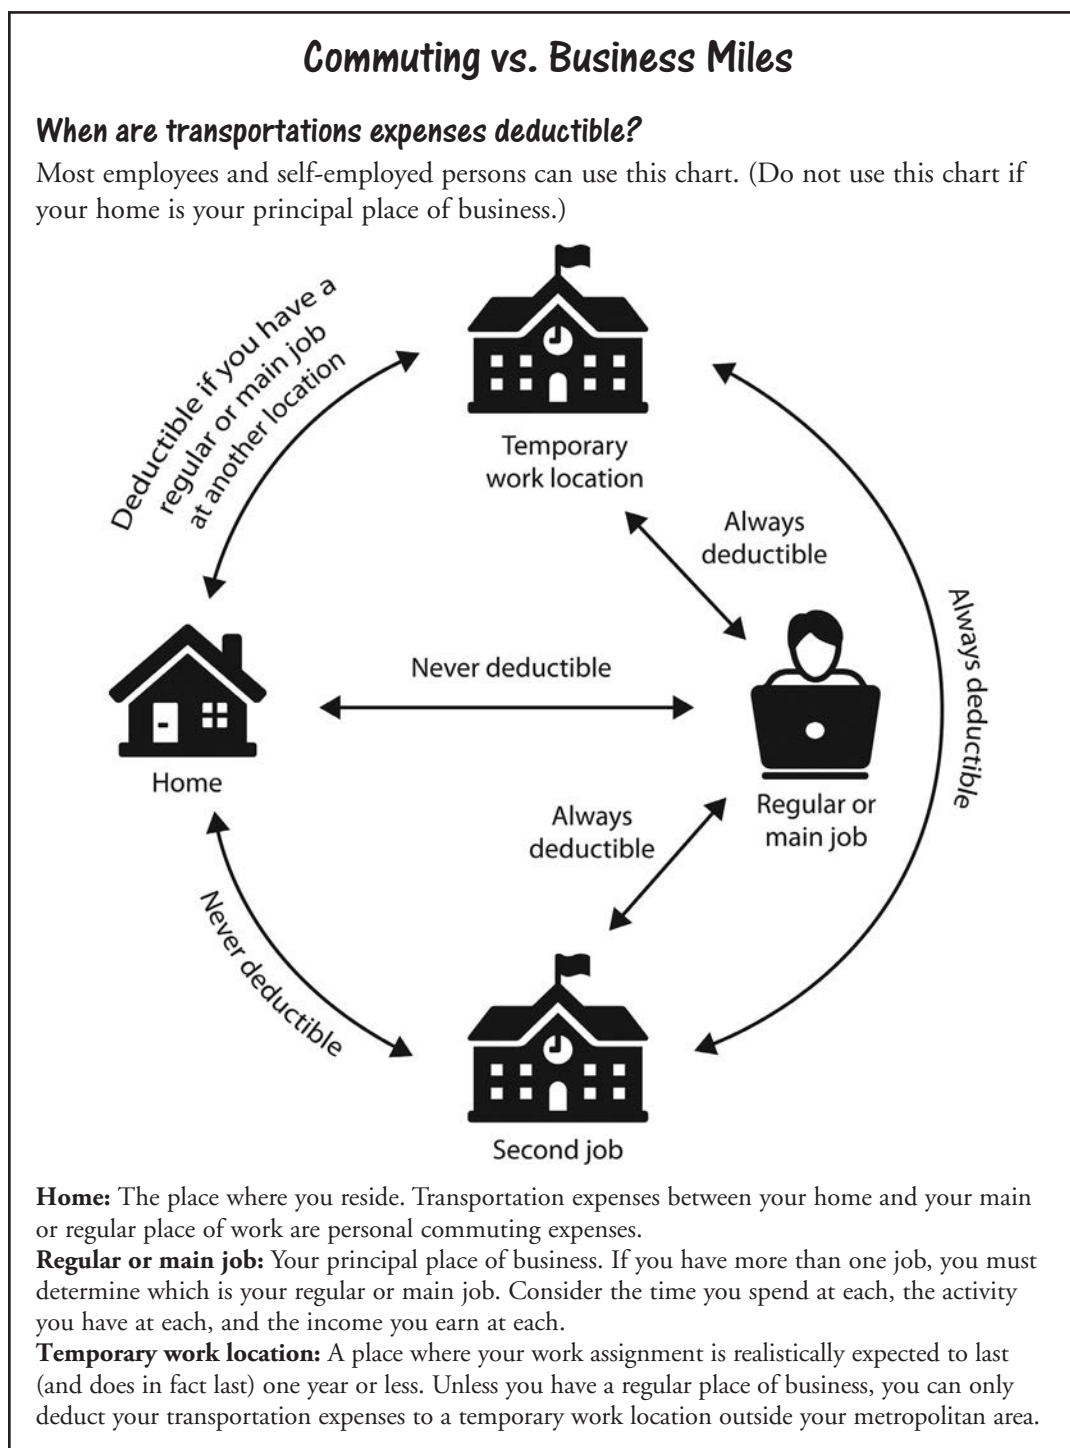 Commuting vs. Business Miles
When are transportations expenses deductible?
Most employees and self-employed persons can use this chart. (Do not use this chart if
your home is your principal place of business.)
Deductible if you have a
regular or main job
at another location
Temporary
work location
Always
deductible
Always deductible
Never deductible
Home
Regular or
main job
Always
deductible
Never deductible
Second job
Home: The place where you reside. Transportation expenses between your home and your main
or regular place of work are personal commuting expenses.
Regular or main job: Your principal place of business. If you have more than one job, you must
determine which is your regular or main job. Consider the time you spend at each, the activity
you have at each, and the income you earn at each.
Temporary work location: A place where your work assignment is realistically expected to last
(and does in fact last) one year or less. Unless you have a regular place of business, you can only
deduct your transportation expenses to a temporary work location outside your metropolitan area.